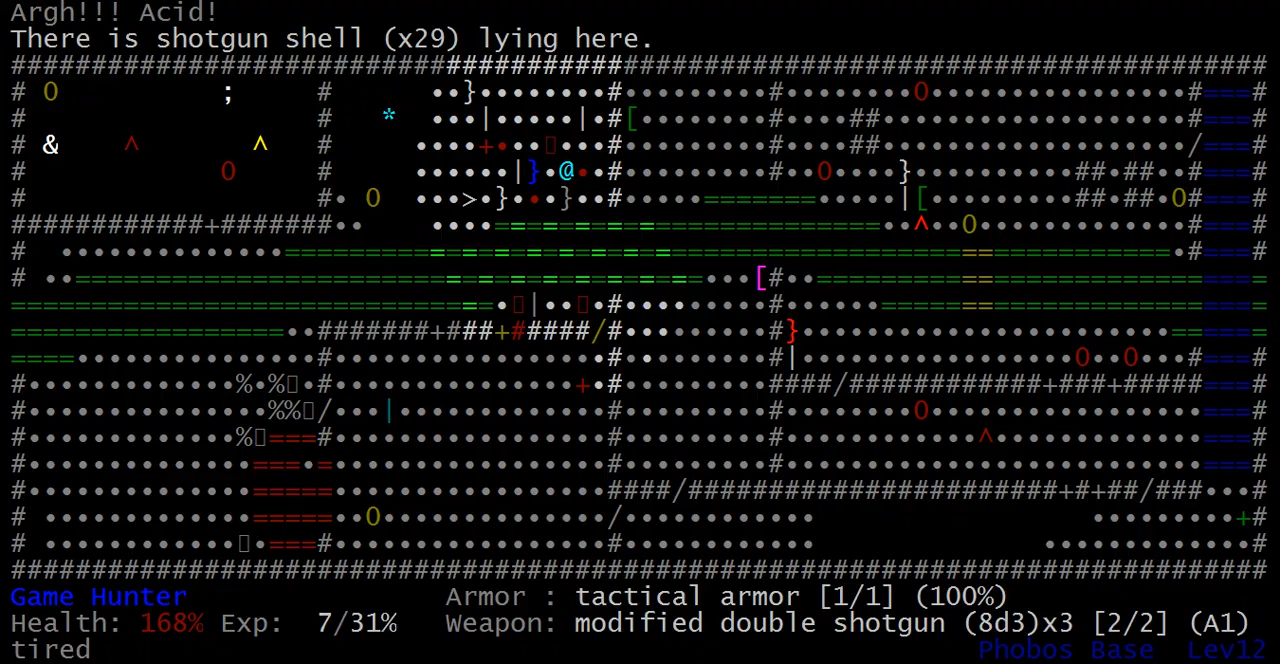 Argh!!! Acid!
There is shotgun shell (x29) lying here.
Game Hunter Armor : tactical armor [1/1] (100%)
Health: 168% Exp: 7/31% Weapon: modified double shotgun (8d3)x3 [2/2] (A1)
tired Phobos Base Lev12